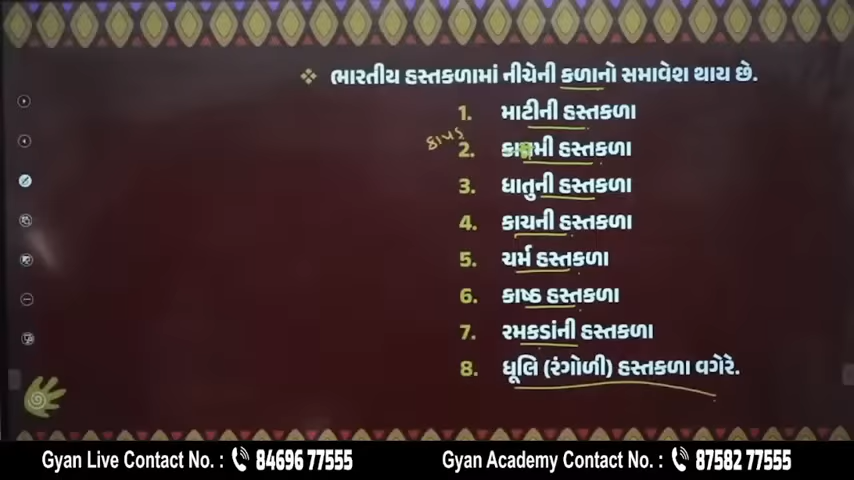 ભારતીય હસ્તકળામાં નીચેની કળાનો સમાવેશ થાય છે.
1. માટીની હસ્તકળા
કાપડ
2. હસ્તકળા
3. ધાતુની હસ્તકળા
4. કાચની હસ્તકળા
5. ચર્મ હસ્તકળા
6. કાષ્ઠ હસ્તકળા
7. રમકડાંની હસ્તકળા
8. ધૂલિ (રંગોળી) હસ્તકળા વગેરે.
Gyan Live Contact No. : 84696 77555 Gyan Academy Contact No. : 87582 77555